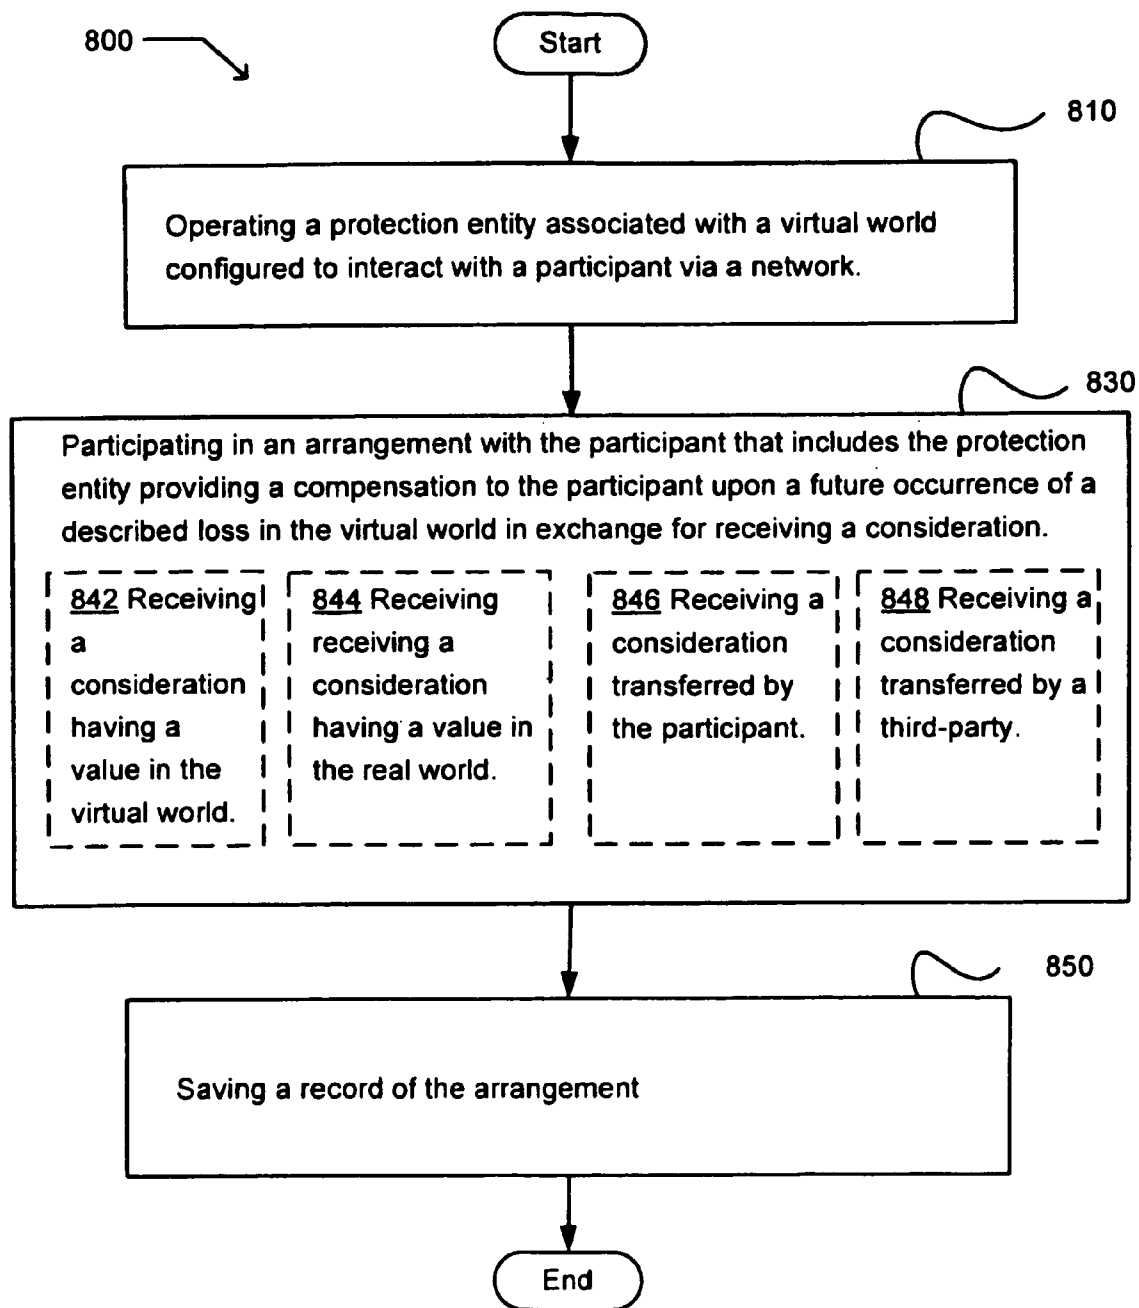 800
Start
810
Operating a protection entity associated with a virtual world
configured to interact with a participant via a network.
830
Participating in an arrangement with the participant that includes the protection
entity providing a compensation to the participant upon a future occurrence of a
described loss in the virtual world in exchange for receiving a consideration.
842 Receiving
a
consideration
having a
value in the
virtual world.
844 Receiving
receiving a
consideration
having a value in
the real world.
846 Receiving a
consideration
transferred by
the participant.
848 Receiving a
consideration
transferred by a
third-party.
850
Saving a record of the arrangement
End